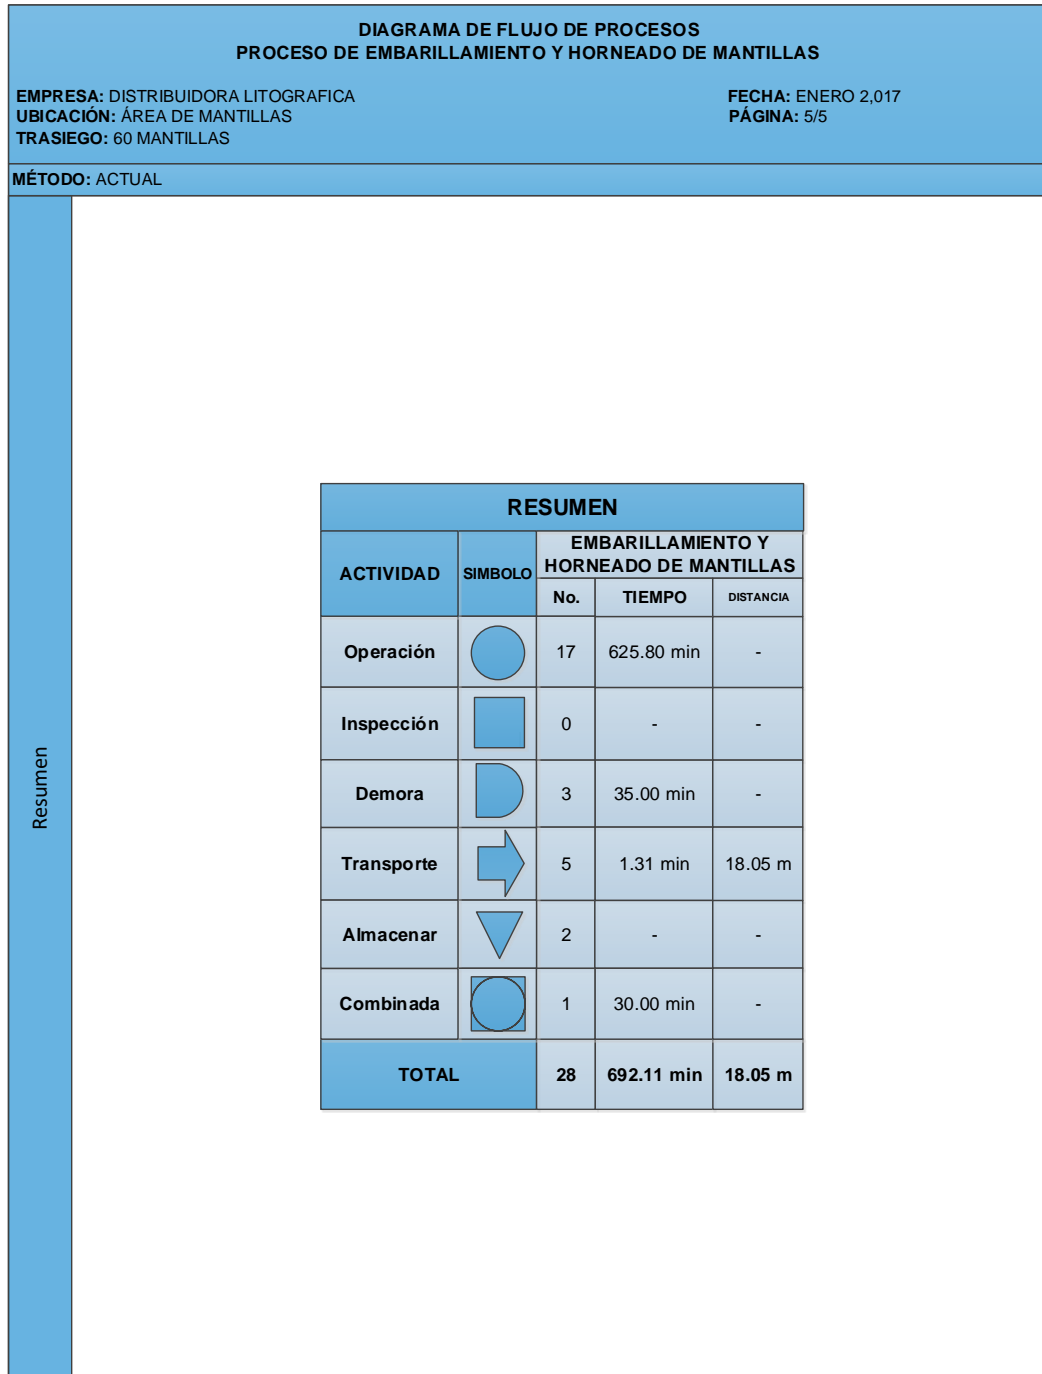 DIAGRAMA DE FLUJO DE PROCESOS
PROCESO DE EMBARILLAMIENTO Y HORNEADO DE MANTILLAS
EMPRESA: DISTRIBUIDORA LITOGRAFICA
FECHA: ENERO 2,017
UBICACIÓN: ÁREA DE MANTILLAS
PÁGINA: 5/5
TRASIEGO: 60 MANTILLAS
MÉTODO: ACTUAL
Resumen
RESUMEN
ACTIVIDAD SIMBOLO EMBARILLAMIENTO Y
HORNEADO DE MANTILLAS
No. TIEMPO DISTANCIA
Operación 17 625.80 min -
Inspección 0 - -
Demora 3 35.00 min -
Transporte 5 1.31 min 18.05 m
Almacenar 2 - -
Combinada 1 30.00 min -
TOTAL 28 692.11 min 18.05 m